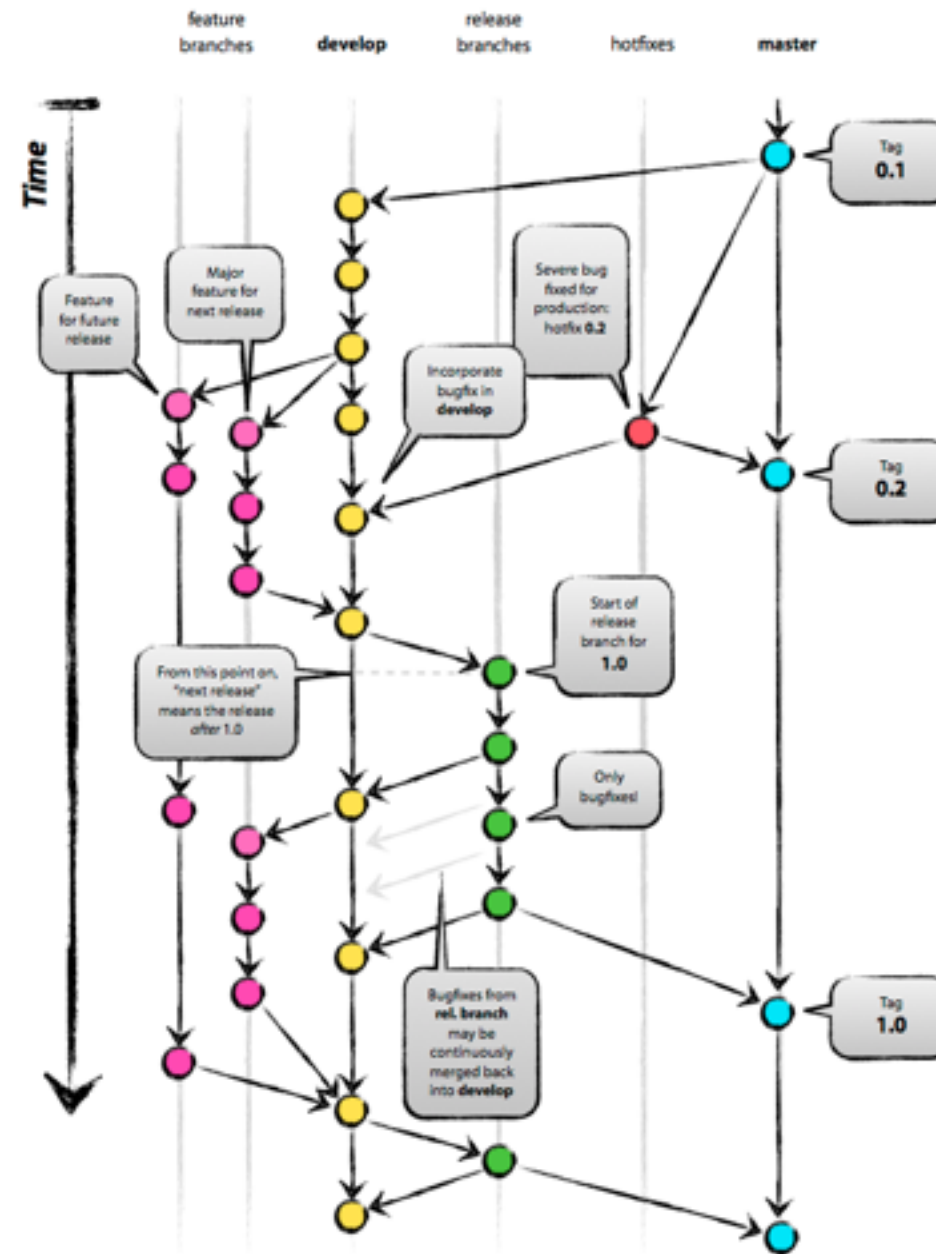 feature
branches
develop
release
branches
hotfixes
master
Time
Tag
0.1
Major
feature for
next release
Feature
for future
release
Severe bug
fixed for
production:
hotfix 0.2
Incorporate
bugfix in
develop
Tag
0.2
Start of
release
branch for
1.0
From this point on,
"next release"
means the release
after 1.0
Only
bugfixes!
Bugfixes from
rel. branch
may be
continuously
merged back
into develop
Tag
1.0